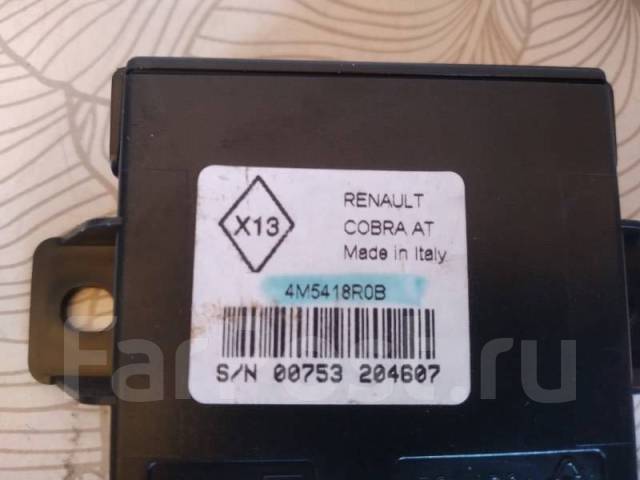 X13
RENAULT
COBRA AT
Made in Italy
4M5418R0B
S/N 00753 204607
farpost.ru